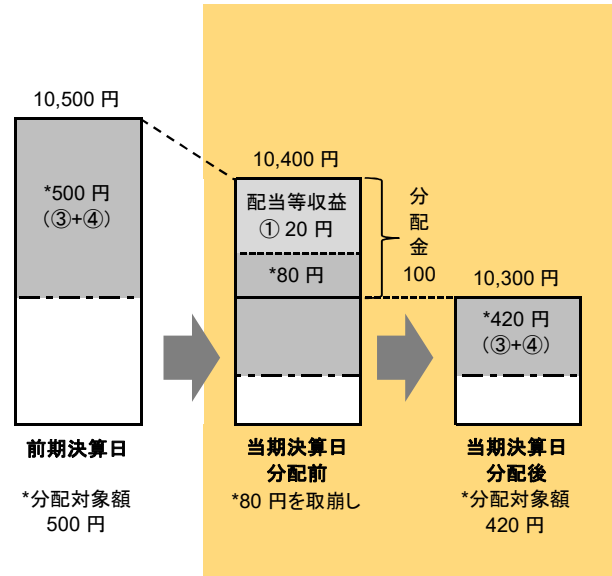 10,500 円
*500 円
（③+④）
前期決算日
*分配対象額
500 円
10,400 円
配当等収益
① 20 円
*80 円
分
配
金
100
当期決算日
分配前
*80 円を取崩し
10,300 円
*420 円
（③+④）
当期決算日
分配後
*分配対象額
420 円